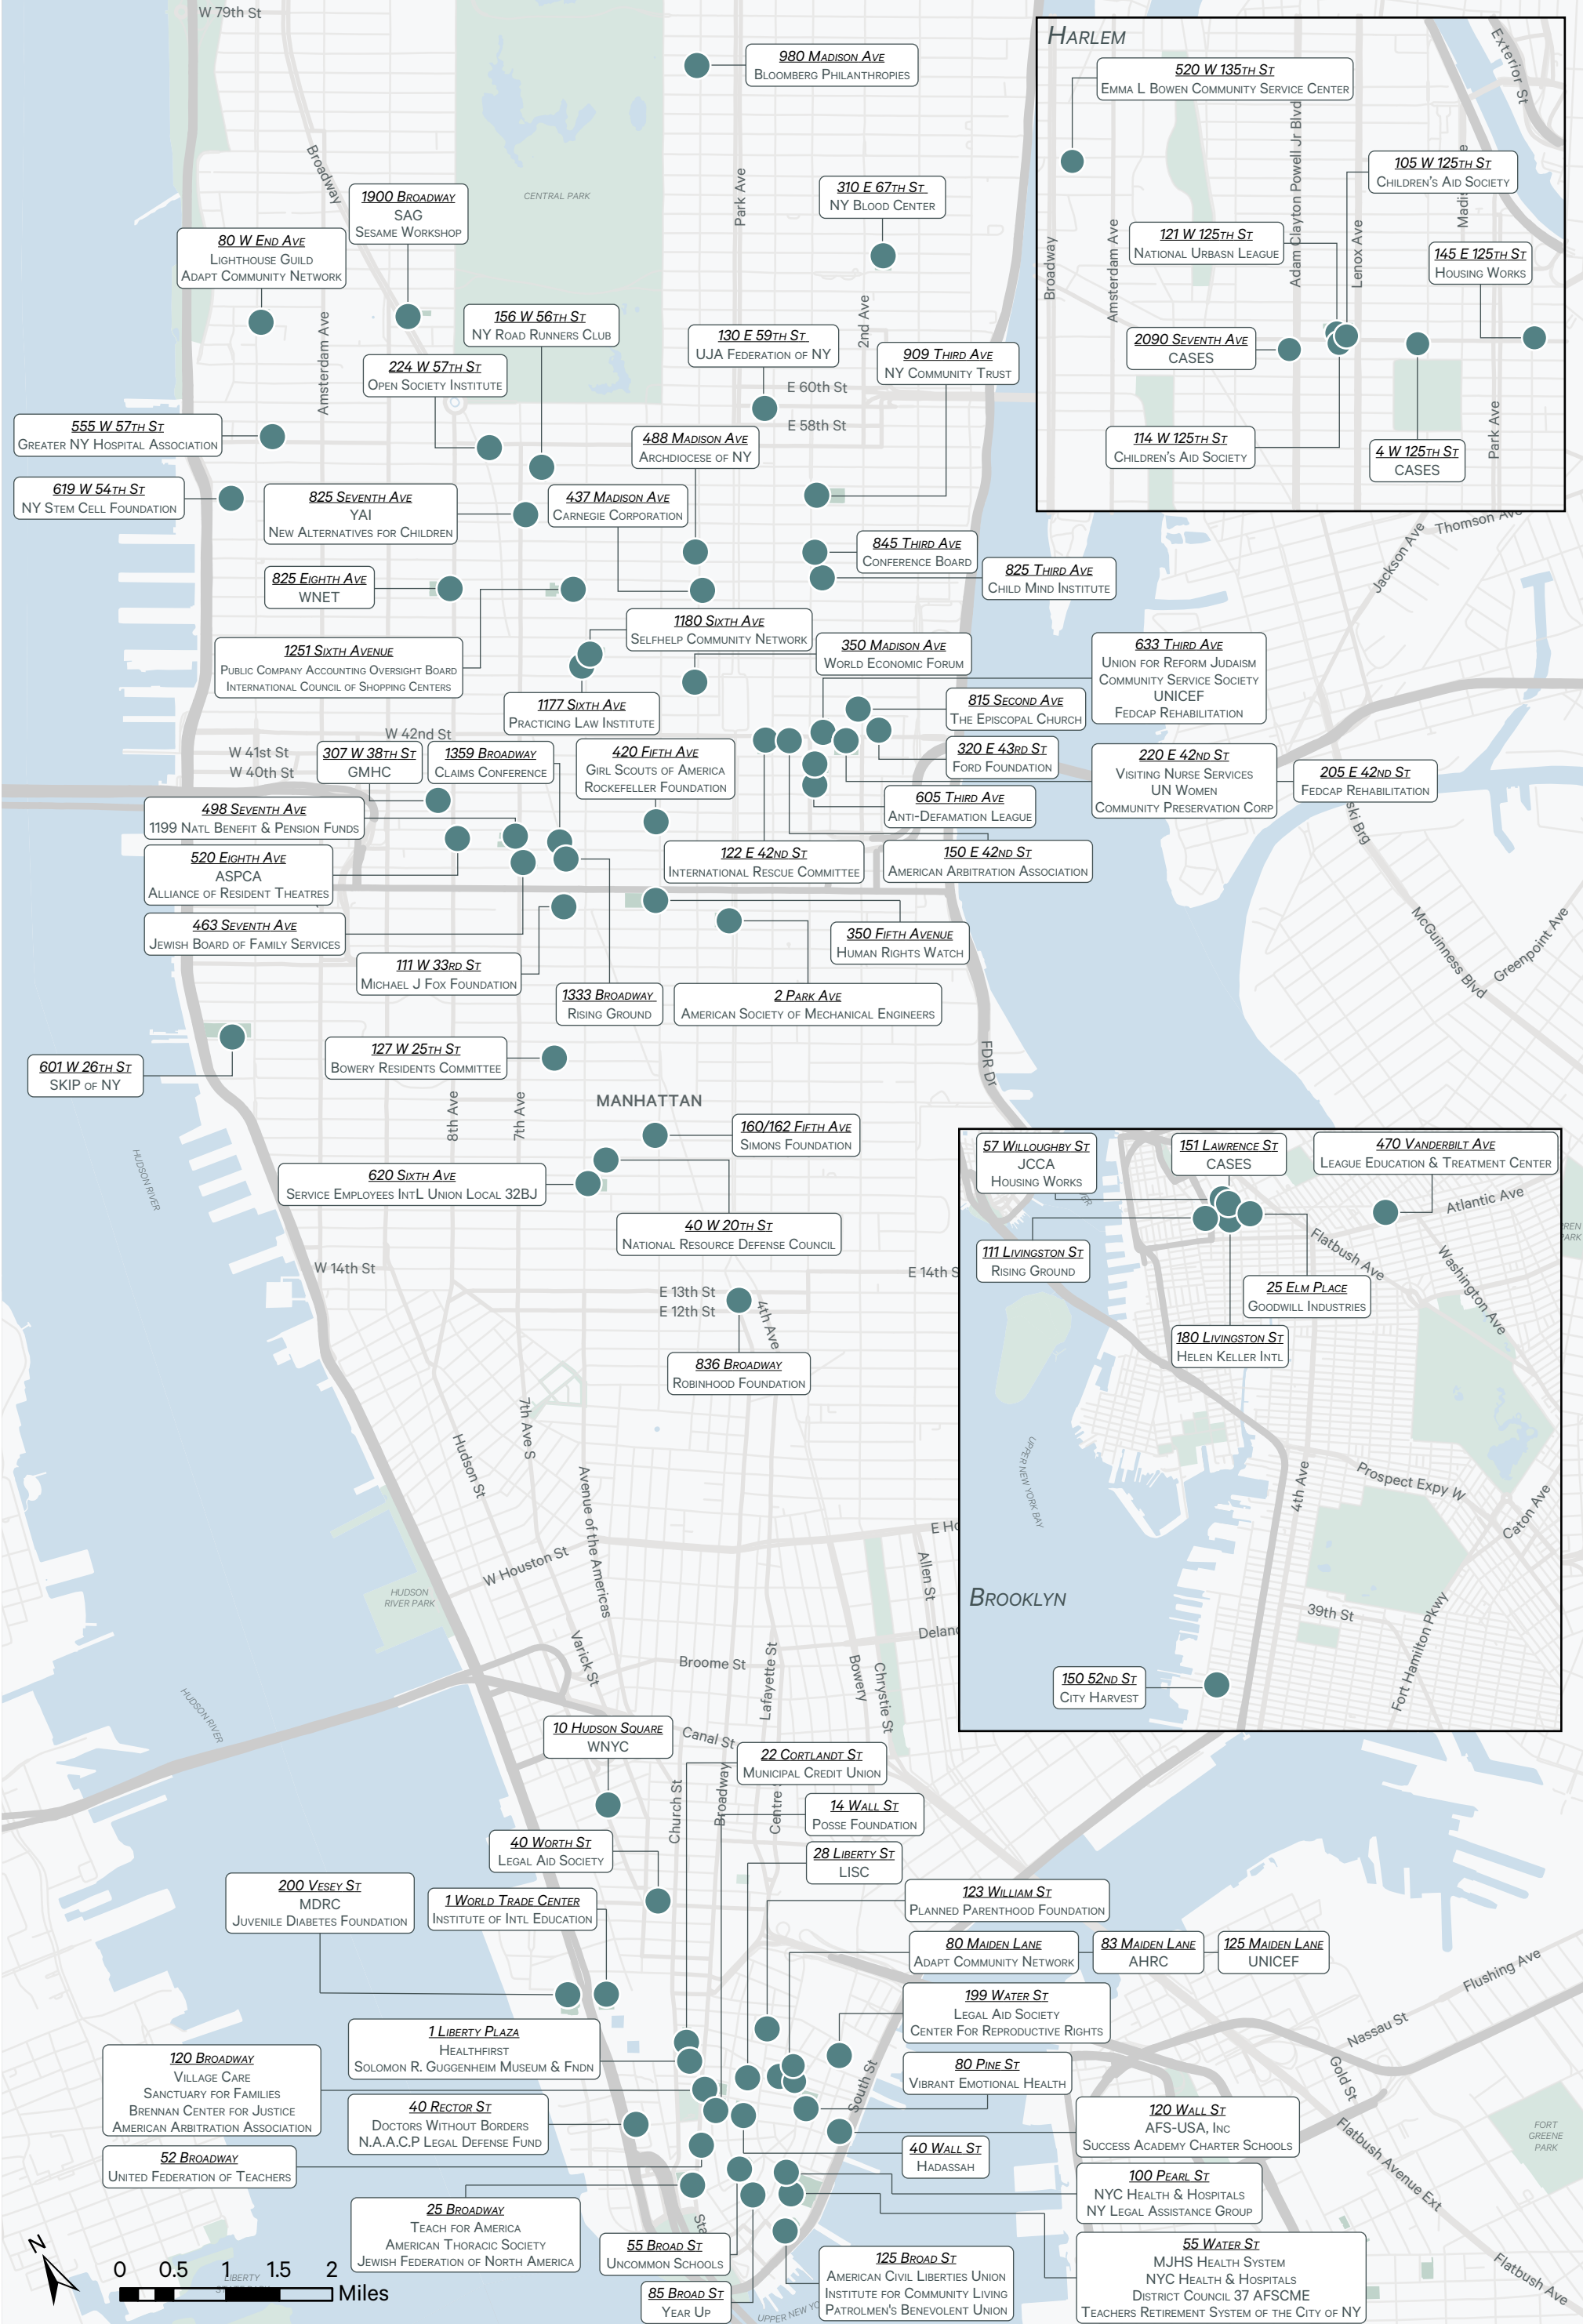 W 79th St
980 Madison Ave
Bloomberg Philanthropies
Harlem
Exterior St
520 W 135th St
Emma L Bowen Community Service Center
Adam Clayton Powell Jr Blvd
105 W 125th St
Children's Aid Society
121 W 125th St
National Urbasn League
Lenox Ave
Amsterdam Ave
Broadway
145 E 125th St
Housing Works
2090 Seventh Ave
CASES
114 W 125th St
Children's Aid Society
4 W 125th St
CASES
Park Ave
Broadway
Central Park
Park Ave
1900 Broadway
SAG
Sesame Workshop
310 E 67th St
NY Blood Center
80 W End Ave
Lighthouse Guild
Adapt Community Network
Amsterdam Ave
156 W 56th St
NY Road Runners Club
2nd Ave
130 E 59th St
UJA Federation of NY
909 Third Ave
NY Community Trust
224 W 57th St
Open Society Institute
E 60th St
E 58th St
555 W 57th St
Greater NY Hospital Association
488 Madison Ave
Archdiocese of NY
619 W 54th St
NY Stem Cell Foundation
825 Seventh Ave
YAI
New Alternatives for Children
437 Madison Ave
Carnegie Corporation
Thomson Ave
Jackson Ave
845 Third Ave
Conference Board
825 Third Ave
Child Mind Institute
825 Eighth Ave
WNET
1180 Sixth Ave
Selfhelp Community Network
1251 Sixth Avenue
Public Company Accounting Oversight Board
International Council of Shopping Centers
350 Madison Ave
World Economic Forum
633 Third Ave
Union for Reform Judaism
Community Service Society
UNICEF
Fedcap Rehabilitation
1177 Sixth Ave
Practicing Law Institute
815 Second Ave
The Episcopal Church
W 42nd St
W 41st St
W 40th St
307 W 38th St
GMHC
1359 Broadway
Claims Conference
420 Fifth Ave
Girl Scouts of America
Rockefeller Foundation
320 E 43rd St
Ford Foundation
220 E 42nd St
Visiting Nurse Services
UN Women
Community Preservation Corp
205 E 42nd St
Fedcap Rehabilitation
498 Seventh Ave
1199 Natl Benefit & Pension Funds
605 Third Ave
Anti-Defamation League
ski Brg
520 Eighth Ave
ASPCA
Alliance of Resident Theatres
122 E 42nd St
International Rescue Committee
150 E 42nd St
American Arbitration Association
463 Seventh Ave
Jewish Board of Family Services
350 Fifth Avenue
Human Rights Watch
McGuinness Blvd
Greenpoint Ave
111 W 33rd St
Michael J Fox Foundation
1333 Broadway
Rising Ground
2 Park Ave
American Society of Mechanical Engineers
601 W 26th St
SKIP of NY
127 W 25th St
Bowery Residents Committee
FDR Dr
8th Ave
7th Ave
MANHATTAN
160/162 Fifth Ave
Simons Foundation
620 Sixth Ave
Service Employees Int'l Union Local 32BJ
40 W 20th St
National Resource Defense Council
Hudson River
57 Willoughby St
JCCA
Housing Works
151 Lawrence St
CASES
470 Vanderbilt Ave
League Education & Treatment Center
Atlantic Ave
Flatbush Ave
Washington Ave
111 Livingston St
Rising Ground
25 Elm Place
Goodwill Industries
180 Livingston St
Helen Keller Intl
Upper New York Bay
4th Ave
Prospect Expy W
Caton Ave
Brooklyn
39th St
Fort Hamilton Pkwy
150 52nd St
City Harvest
W 14th St
E 14th S
E 13th St
E 12th St
4th Ave
836 Broadway
Robinhood Foundation
7th Ave S
Hudson St
Avenue of the Americas
W Houston St
E Ho
Allen St
Hudson River Park
Varick St
Delanc
Broome St
Lafayette St
Bowery
Chrystie St
Hudson River
10 Hudson Square
WNYC
Canal St
22 Cortlandt St
Municipal Credit Union
Church St
Broadway
Centre
14 Wall St
Posse Foundation
40 Worth St
Legal Aid Society
28 Liberty St
LISC
200 Vesey St
MDRC
Juvenile Diabetes Foundation
1 World Trade Center
Institute of Intl Education
123 William St
Planned Parenthood Foundation
80 Maiden Lane
Adapt Community Network
83 Maiden Lane
AHRC
125 Maiden Lane
UNICEF
Flushing Ave
199 Water St
Legal Aid Society
Center For Reproductive Rights
Nassau St
1 Liberty Plaza
Healthfirst
Solomon R. Guggenheim Museum & Fndn
120 Broadway
Village Care
Sanctuary for Families
Brennan Center for Justice
American Arbitration Association
80 Pine St
Vibrant Emotional Health
South St
Gold St
40 Rector St
Doctors Without Borders
N.A.A.C.P Legal Defense Fund
120 Wall St
AFS-USA, Inc
Success Academy Charter Schools
Fort Greene Park
Flatbush Avenue Ext
52 Broadway
United Federation of Teachers
40 Wall St
Hadassah
100 Pearl St
NYC Health & Hospitals
NY Legal Assistance Group
25 Broadway
Teach for America
American Thoracic Society
Jewish Federation of North America
Sta
55 Broad St
Uncommon Schools
125 Broad St
American Civil Liberties Union
Institute for Community Living
Patrolmen's Benevolent Union
55 Water St
MJHS Health System
NYC Health & Hospitals
District Council 37 AFSCME
Teachers Retirement System of the City of NY
Flatbush Ave
85 Broad St
Year Up
Upper New Yo
N
0 0.5 1 1.5 2
Miles
Liberty